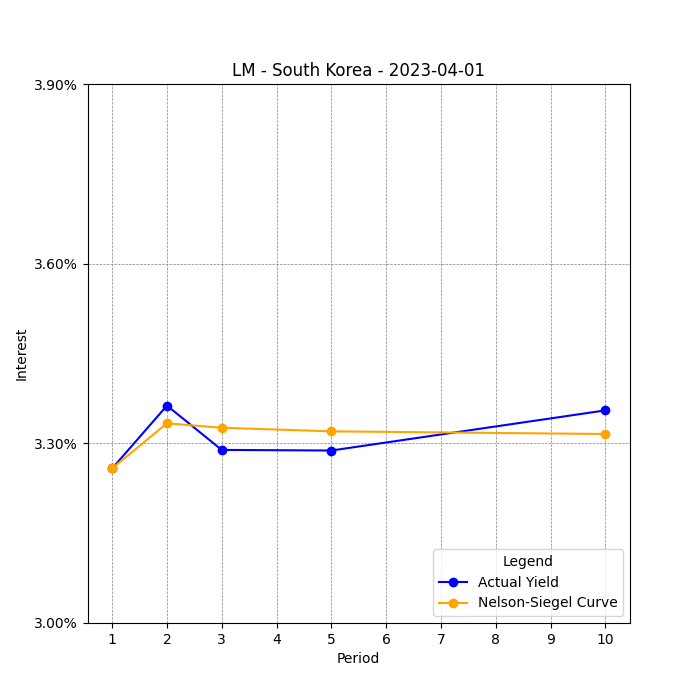 LM - South Korea - 2023-04-01
3.90%
3.60%
3.30%
3.00%
Interest
1 2 3 4 5 6 7 8 9 10
Period
Legend
Actual Yield
Nelson-Siegel Curve